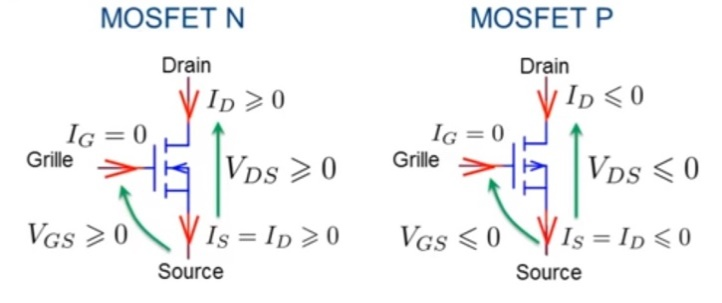 MOSFET N
Drain
I_D ⩾ 0
I_G = 0
Grille
V_DS ⩾ 0
V_GS ⩾ 0
I_S = I_D ⩾ 0
Source
MOSFET P
Drain
I_D ⩽ 0
I_G = 0
Grille
V_DS ⩽ 0
V_GS ⩽ 0
I_S = I_D ⩽ 0
Source